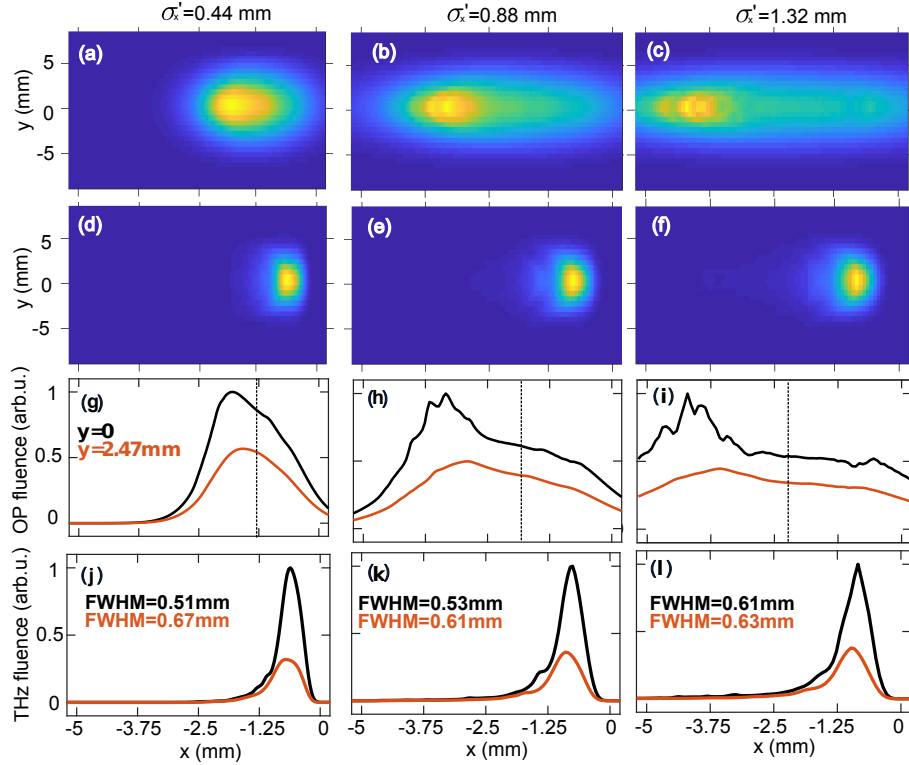 σx'=0.44 mm
σx'=0.88 mm
σx'=1.32 mm
(a)
(b)
(c)
y (mm)
5
0
-5
(d)
(e)
(f)
y (mm)
5
0
-5
(g)
(h)
(i)
y=0
y=2.47mm
OP fluence (arb.u.)
1
0.5
0
(j)
(k)
(l)
FWHM=0.51mm
FWHM=0.67mm
FWHM=0.53mm
FWHM=0.61mm
FWHM=0.61mm
FWHM=0.63mm
THz fluence (arb.u.)
1
0.5
0
-5 -3.75 -2.5 -1.25 0
-5 -3.75 -2.5 -1.25 0
-5 -3.75 -2.5 -1.25 0
x (mm)
x (mm)
x (mm)